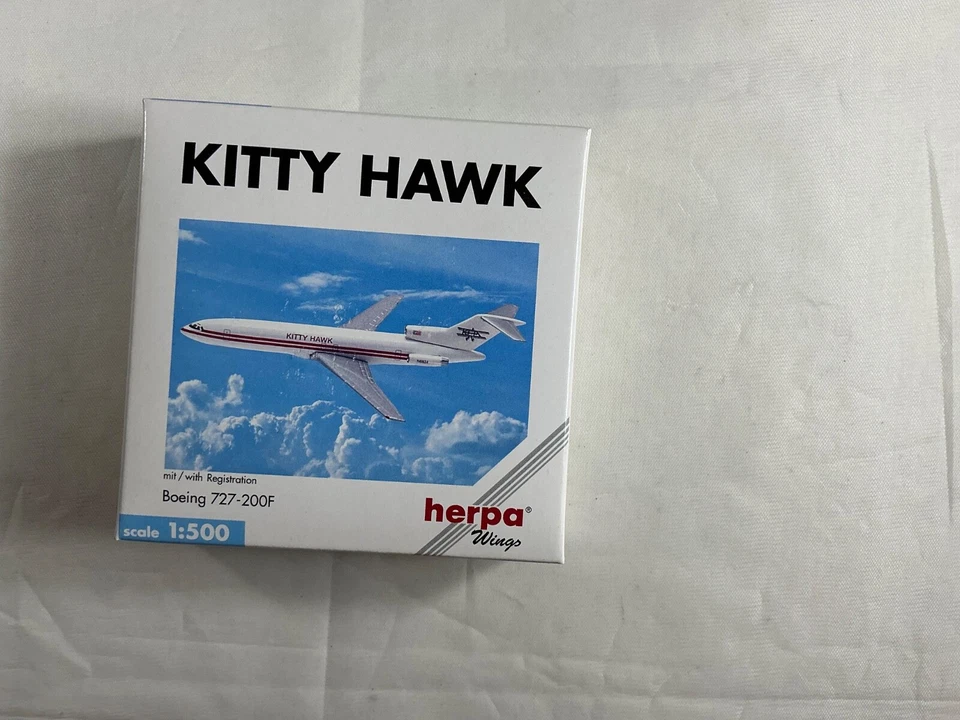 KITTY HAWK
KITTY HAWK
mit / with Registration
Boeing 727-200F
scale 1:500
herpa®
Wings